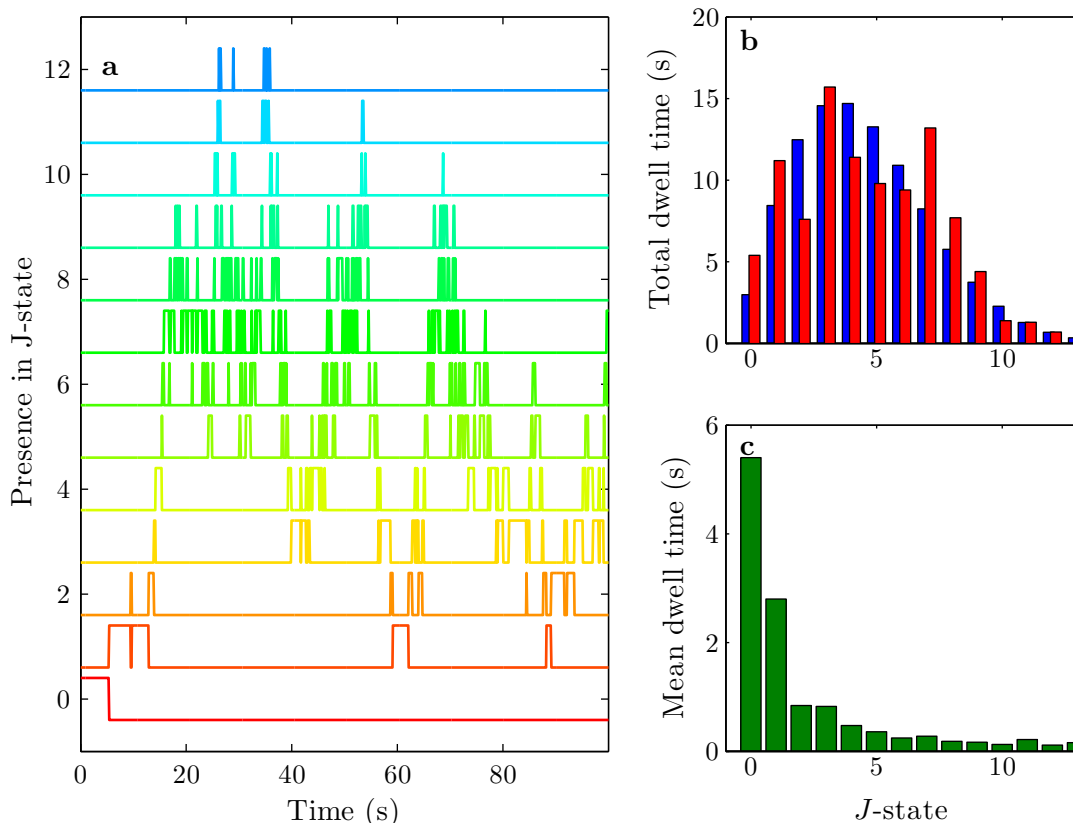 a
Presence in J-state
12
10
8
6
4
2
0
0 20 40 60 80
Time (s)
b
Total dwell time (s)
20
15
10
5
0
0 5 10
c
Mean dwell time (s)
6
4
2
0
0 5 10
J-state